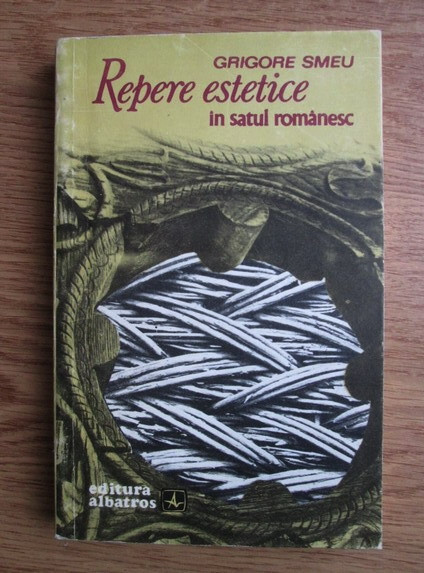 GRIGORE SMEU
Repere estetice
în satul românesc
editura
albatros